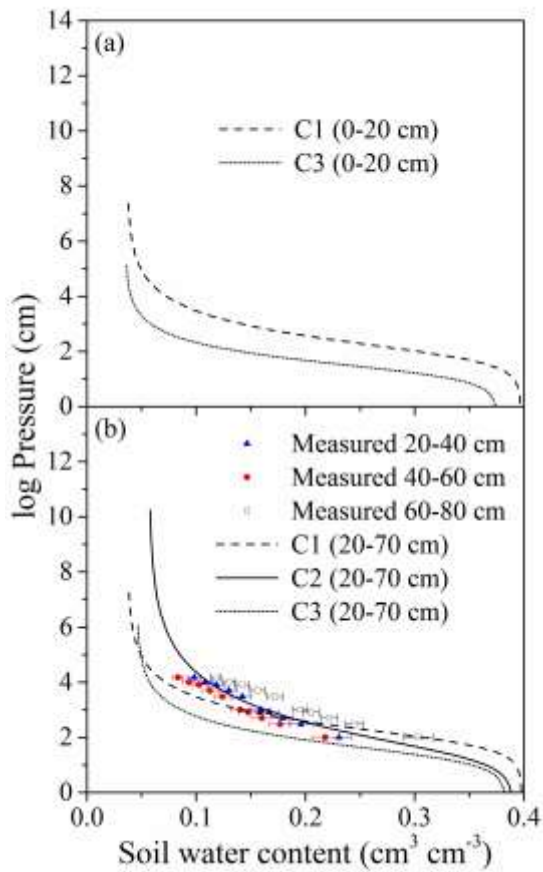 14
(a)
12
10
C1 (0-20 cm)
C3 (0-20 cm)
8
6
4
2
0
log Pressure (cm)
(b)
Measured 20-40 cm
12
Measured 40-60 cm
10
Measured 60-80 cm
C1 (20-70 cm)
8
C2 (20-70 cm)
C3 (20-70 cm)
6
4
2
0
0.0 0.1 0.2 0.3 0.4
Soil water content (cm³ cm⁻³)